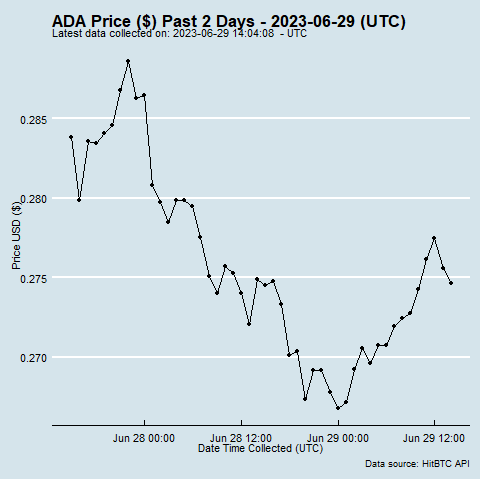 ADA Price ($) Past 2 Days - 2023-06-29 (UTC)
Latest data collected on: 2023-06-29 14:04:08 - UTC
0.285
0.280
0.275
0.270
Price USD ($)
Jun 28 00:00 Jun 28 12:00 Jun 29 00:00 Jun 29 12:00
Date Time Collected (UTC)
Data source: HitBTC API